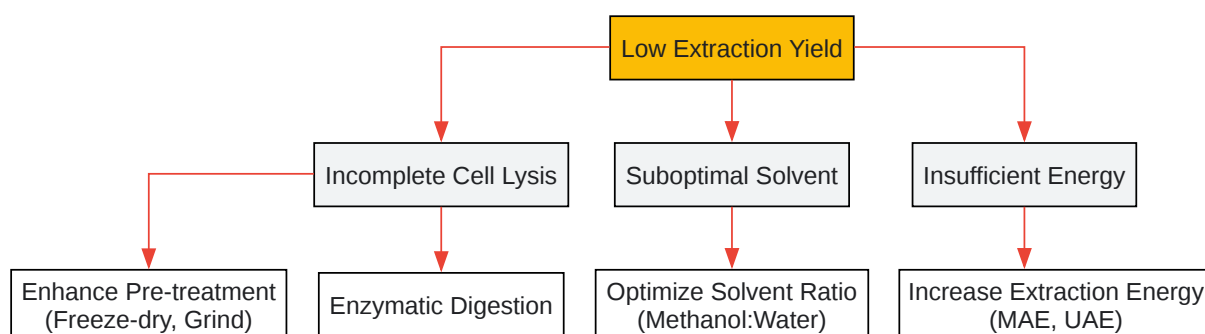 Low Extraction Yield
Incomplete Cell Lysis
Suboptimal Solvent
Insufficient Energy
Enhance Pre-treatment
(Freeze-dry, Grind)
Enzymatic Digestion
Optimize Solvent Ratio
(Methanol:Water)
Increase Extraction Energy
(MAE, UAE)